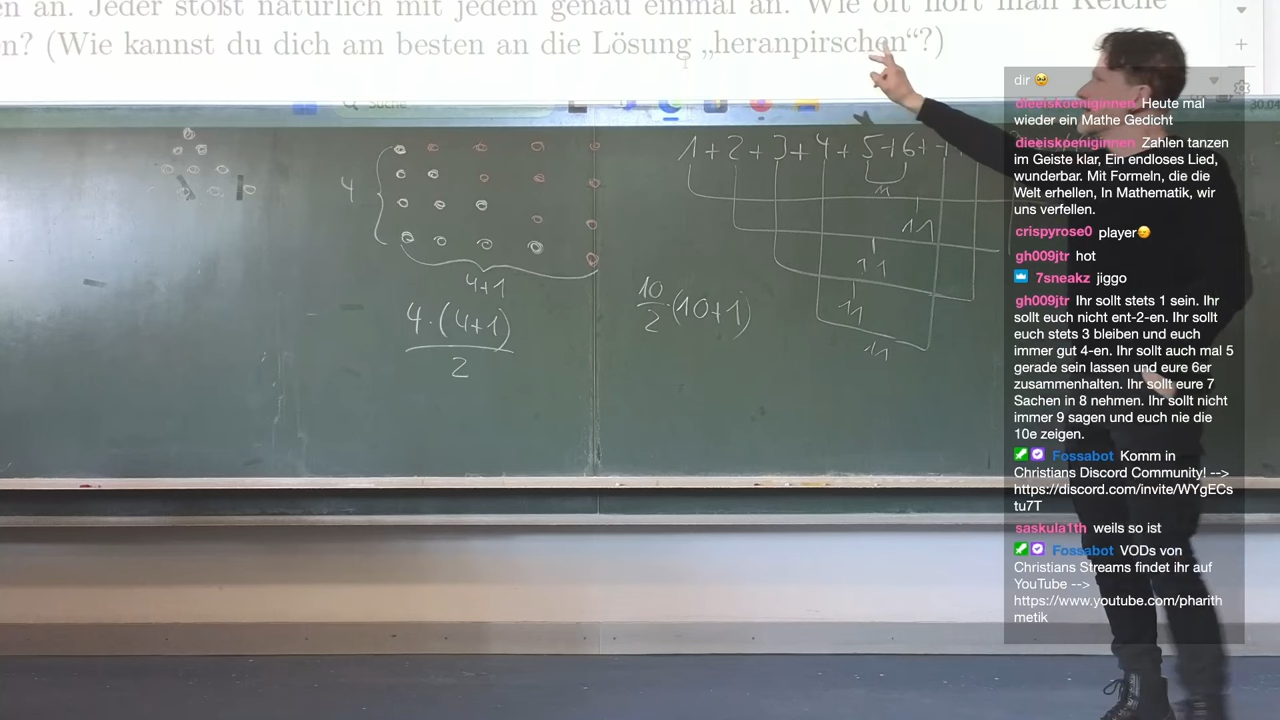 en an. Jeder stößt natürlich mit jedem genau einmal an. Wie oft hört man Kelche
en? (Wie kannst du dich am besten an die Lösung „heranpirschen“?)
Suche
30.09
1+2+3+4+5+6+
4
11
11
11
11
11
4+1
4·(4+1)
2
10
2
(10+1)
dir 🥹
dieeiskoeniginnen Heute mal
wieder ein Mathe Gedicht
dieeiskoeniginnen Zahlen tanzen
im Geiste klar, Ein endloses Lied,
wunderbar. Mit Formeln, die die
Welt erhellen, In Mathematik, wir
uns verfellen.
crispyrose0 player😏
gh009jtr hot
7sneakz jiggo
gh009jtr Ihr sollt stets 1 sein. Ihr
sollt euch nicht ent-2-en. Ihr sollt
euch stets 3 bleiben und euch
immer gut 4-en. Ihr sollt auch mal 5
gerade sein lassen und eure 6er
zusammenhalten. Ihr sollt eure 7
Sachen in 8 nehmen. Ihr sollt nicht
immer 9 sagen und euch nie die
10e zeigen.
Fossabot Komm in
Christians Discord Community! -->
https://discord.com/invite/WYgECs
tu7T
saskula1th weils so ist
Fossabot VODs von
Christians Streams findet ihr auf
YouTube -->
https://www.youtube.com/pharith
metik